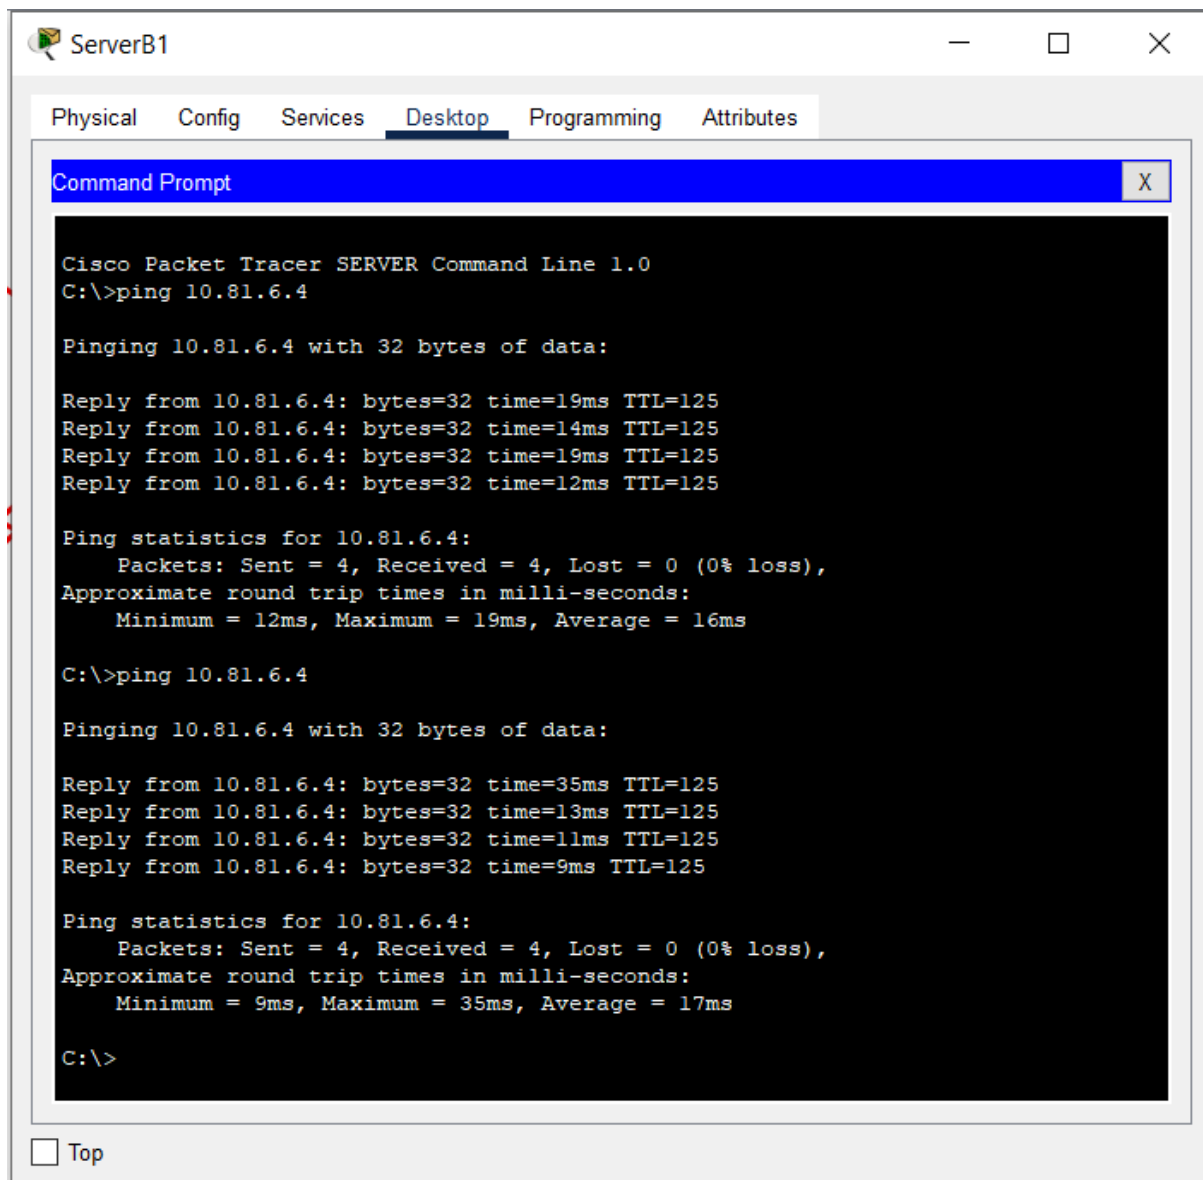 ServerB1
Physical Config Services Desktop Programming Attributes
Command Prompt X
Cisco Packet Tracer SERVER Command Line 1.0
C:\>ping 10.81.6.4
Pinging 10.81.6.4 with 32 bytes of data:
Reply from 10.81.6.4: bytes=32 time=19ms TTL=125
Reply from 10.81.6.4: bytes=32 time=14ms TTL=125
Reply from 10.81.6.4: bytes=32 time=19ms TTL=125
Reply from 10.81.6.4: bytes=32 time=12ms TTL=125
Ping statistics for 10.81.6.4:
    Packets: Sent = 4, Received = 4, Lost = 0 (0% loss),
Approximate round trip times in milli-seconds:
    Minimum = 12ms, Maximum = 19ms, Average = 16ms
C:\>ping 10.81.6.4
Pinging 10.81.6.4 with 32 bytes of data:
Reply from 10.81.6.4: bytes=32 time=35ms TTL=125
Reply from 10.81.6.4: bytes=32 time=13ms TTL=125
Reply from 10.81.6.4: bytes=32 time=11ms TTL=125
Reply from 10.81.6.4: bytes=32 time=9ms TTL=125
Ping statistics for 10.81.6.4:
    Packets: Sent = 4, Received = 4, Lost = 0 (0% loss),
Approximate round trip times in milli-seconds:
    Minimum = 9ms, Maximum = 35ms, Average = 17ms
C:\>
Top